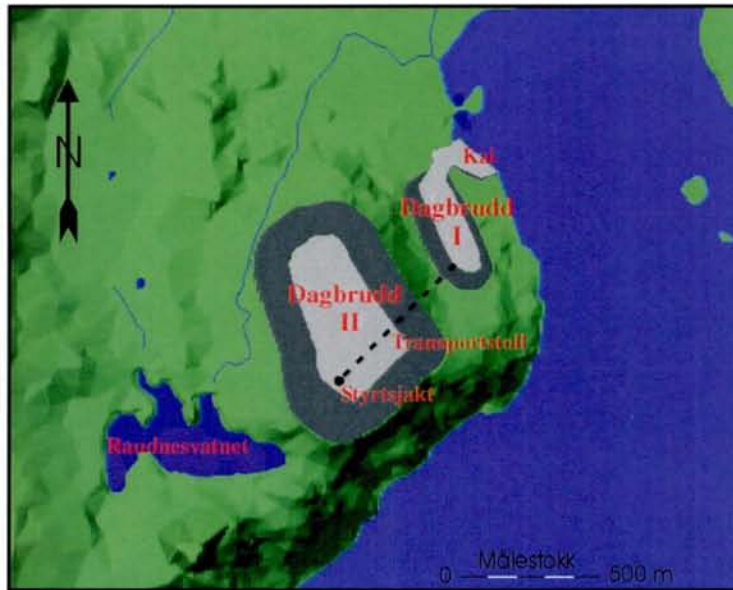 N
Kai
Dagbrudd
I
Dagbrudd
II
Transportstoll
Styrtsjakt
Raudnesvatnet
Målestokk
0 500 m